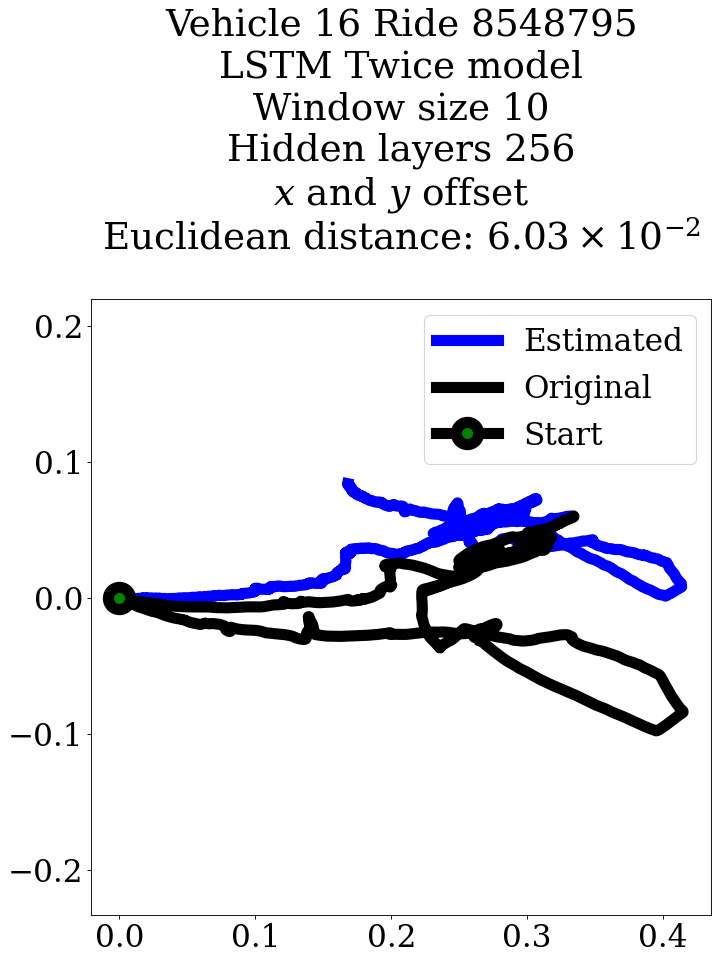 Vehicle 16 Ride 8548795
LSTM Twice model
Window size 10
Hidden layers 256
x and y offset
Euclidean distance: 6.03 × 10⁻²
Estimated
Original
Start
0.2
0.1
0.0
−0.1
−0.2
0.0 0.1 0.2 0.3 0.4